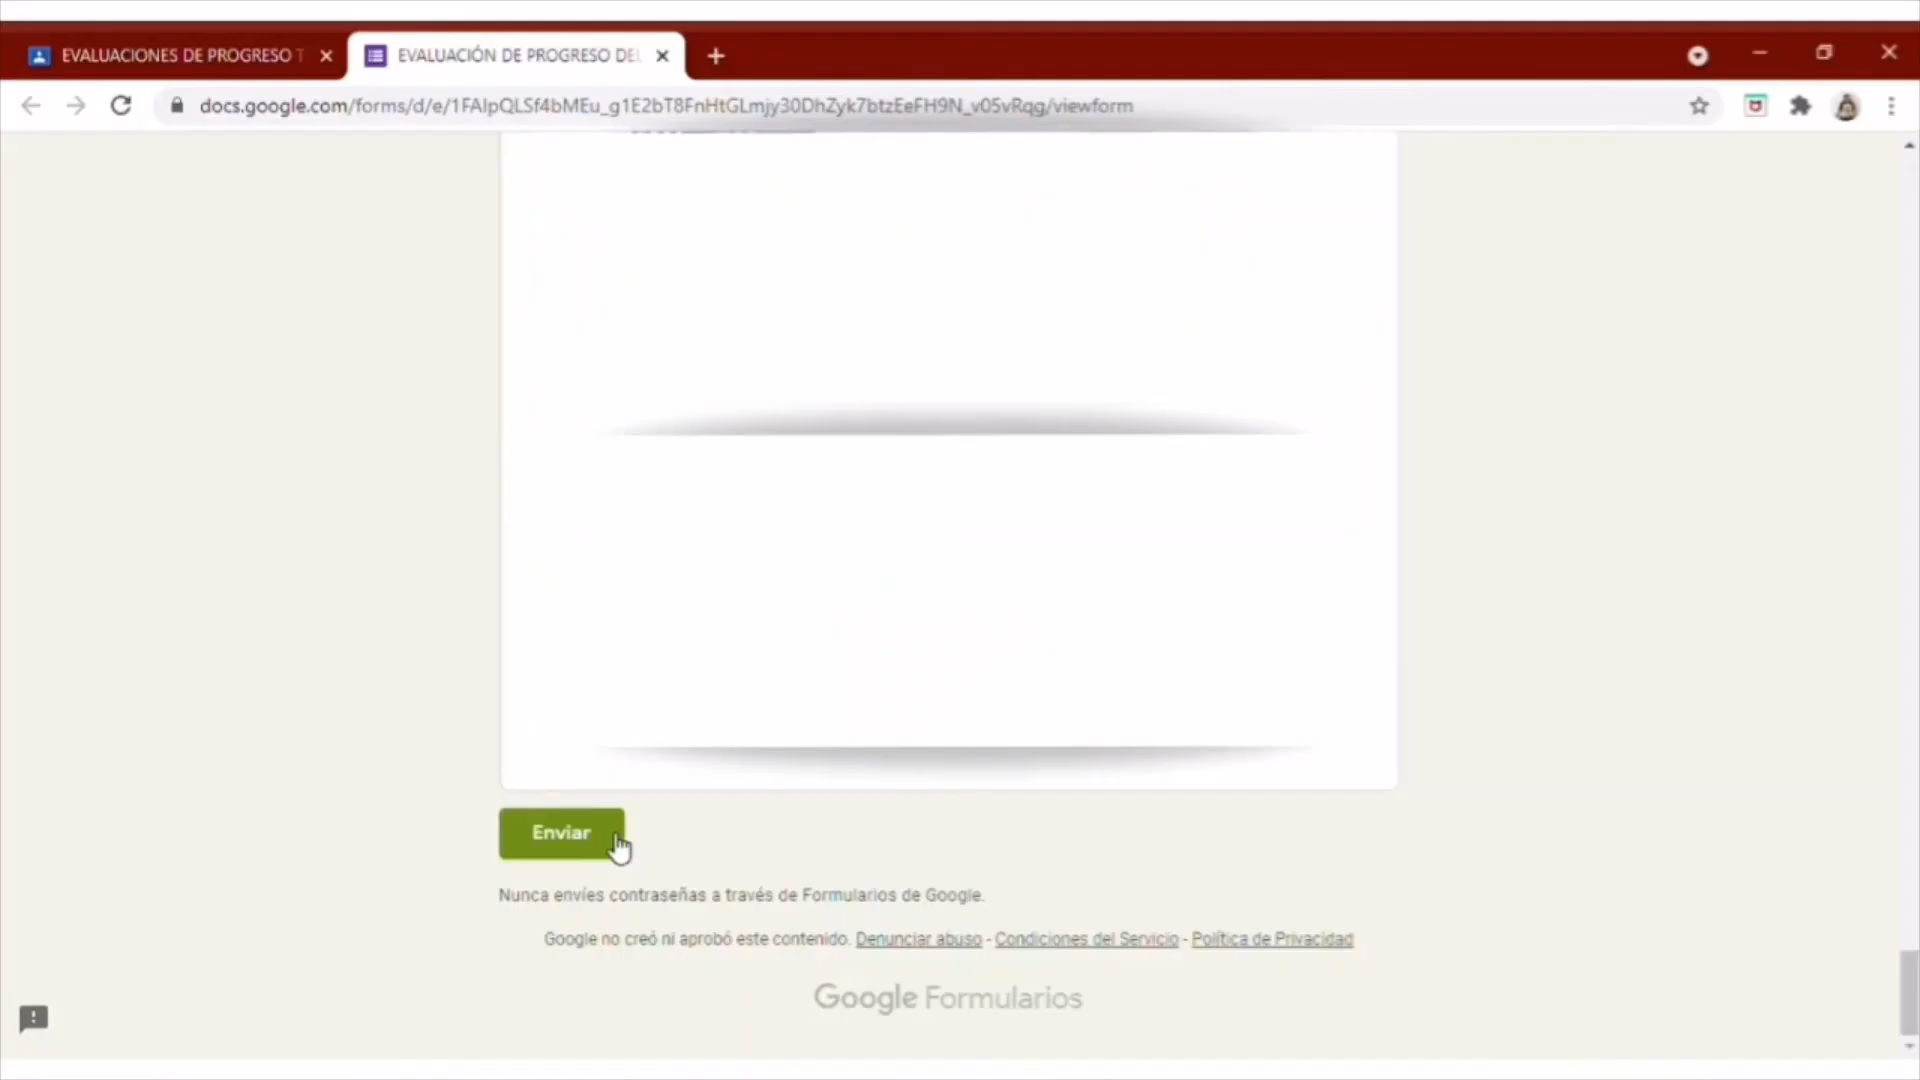 EVALUACIONES DE PROGRESO T
EVALUACIÓN DE PROGRESO DEL
docs.google.com/forms/d/e/1FAIpQLSf4bMEu_g1E2bT8FnHtGLmjy30DhZyk7btzEeFH9N_v05vRqg/viewform
Enviar
Nunca envíes contraseñas a través de Formularios de Google.
Google no creó ni aprobó este contenido. Denunciar abuso - Condiciones del Servicio - Política de Privacidad
Google Formularios